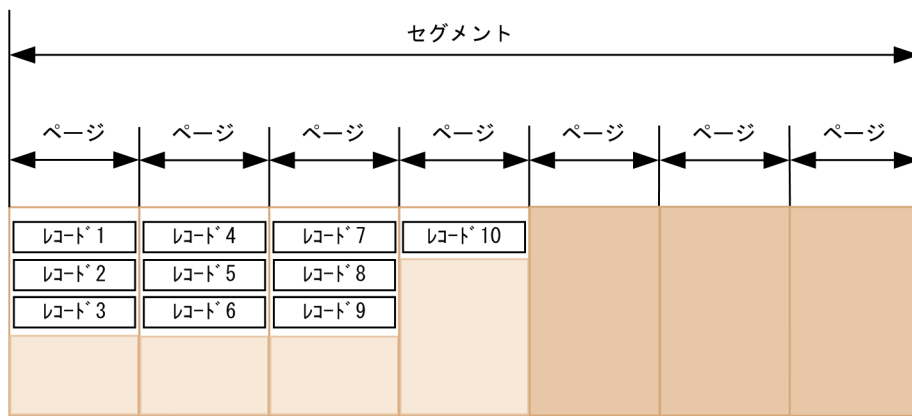 セグメント
ページ ページ ページ ページ ページ ページ ページ
ﾚｺｰﾄﾞ1 ﾚｺｰﾄﾞ4 ﾚｺｰﾄﾞ7 ﾚｺｰﾄﾞ10
ﾚｺｰﾄﾞ2 ﾚｺｰﾄﾞ5 ﾚｺｰﾄﾞ8
ﾚｺｰﾄﾞ3 ﾚｺｰﾄﾞ6 ﾚｺｰﾄﾞ9